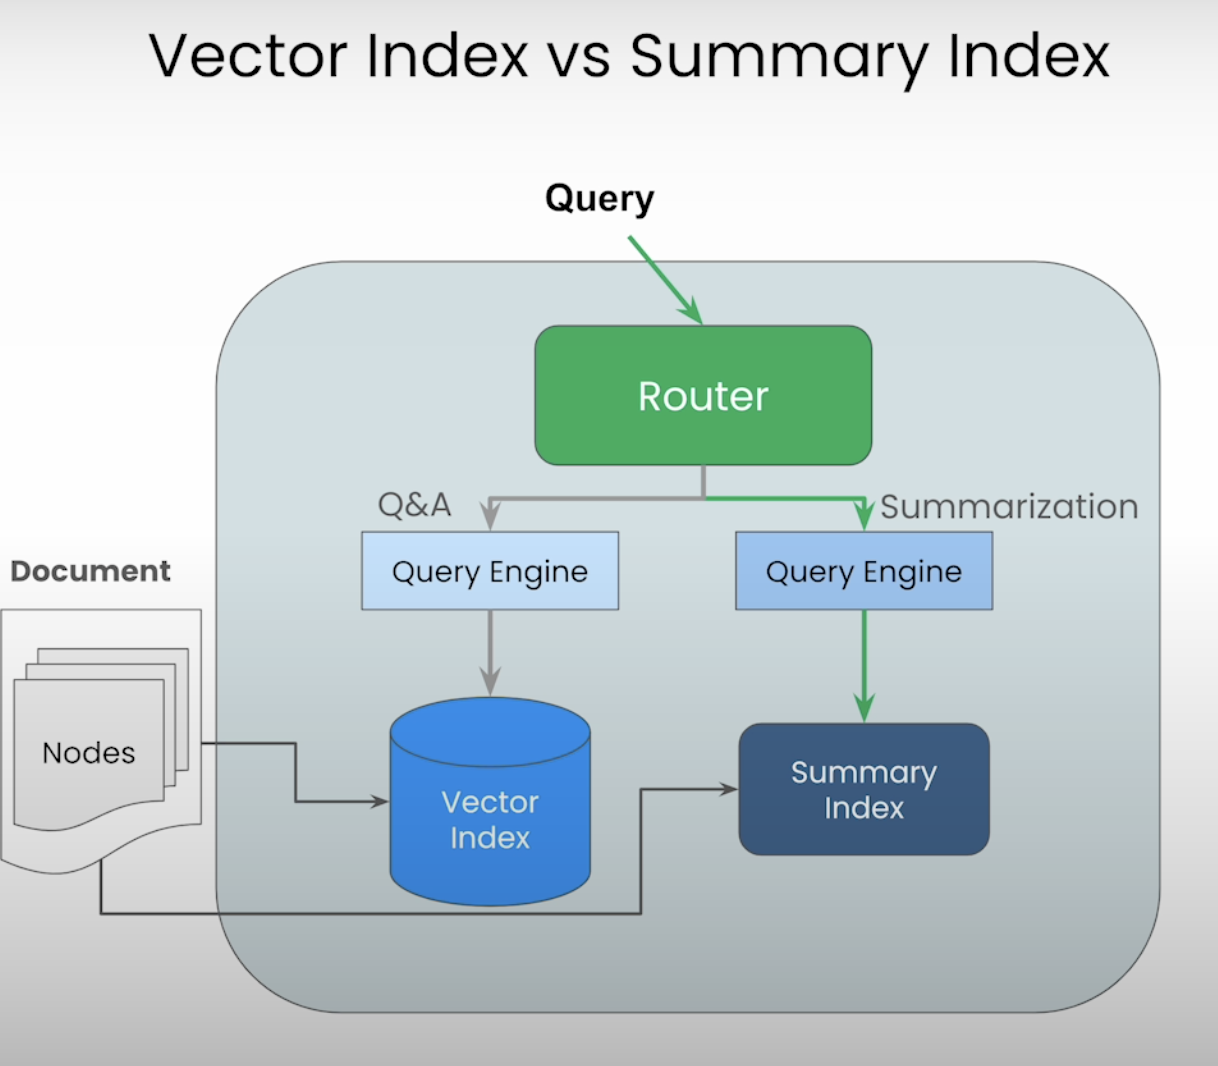 Vector Index vs Summary Index
Query
Router
Q&A
Summarization
Query Engine
Query Engine
Document
Nodes
Vector
Index
Summary
Index